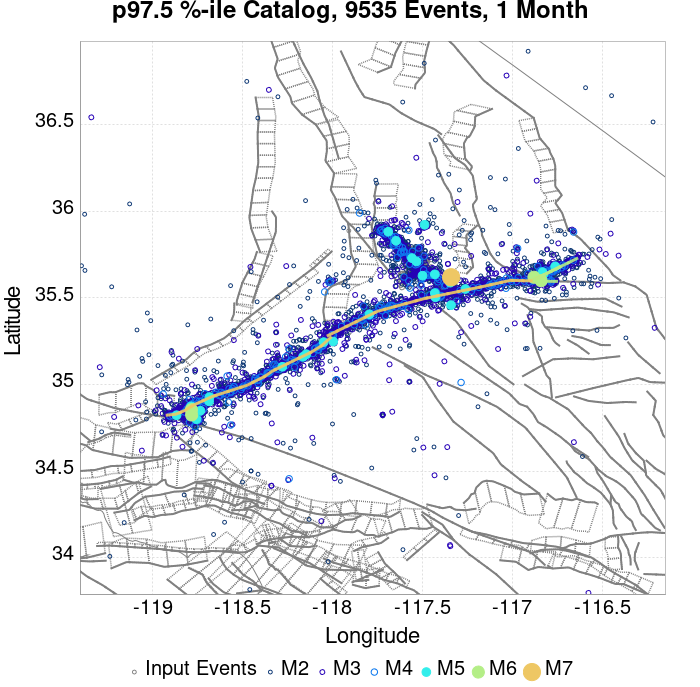 p97.5 %-ile Catalog, 9535 Events, 1 Month
36.5
36
35.5
35
34.5
34
Latitude
-119 -118.5 -118 -117.5 -117 -116.5
Longitude
Input Events M2 M3 M4 M5 M6 M7